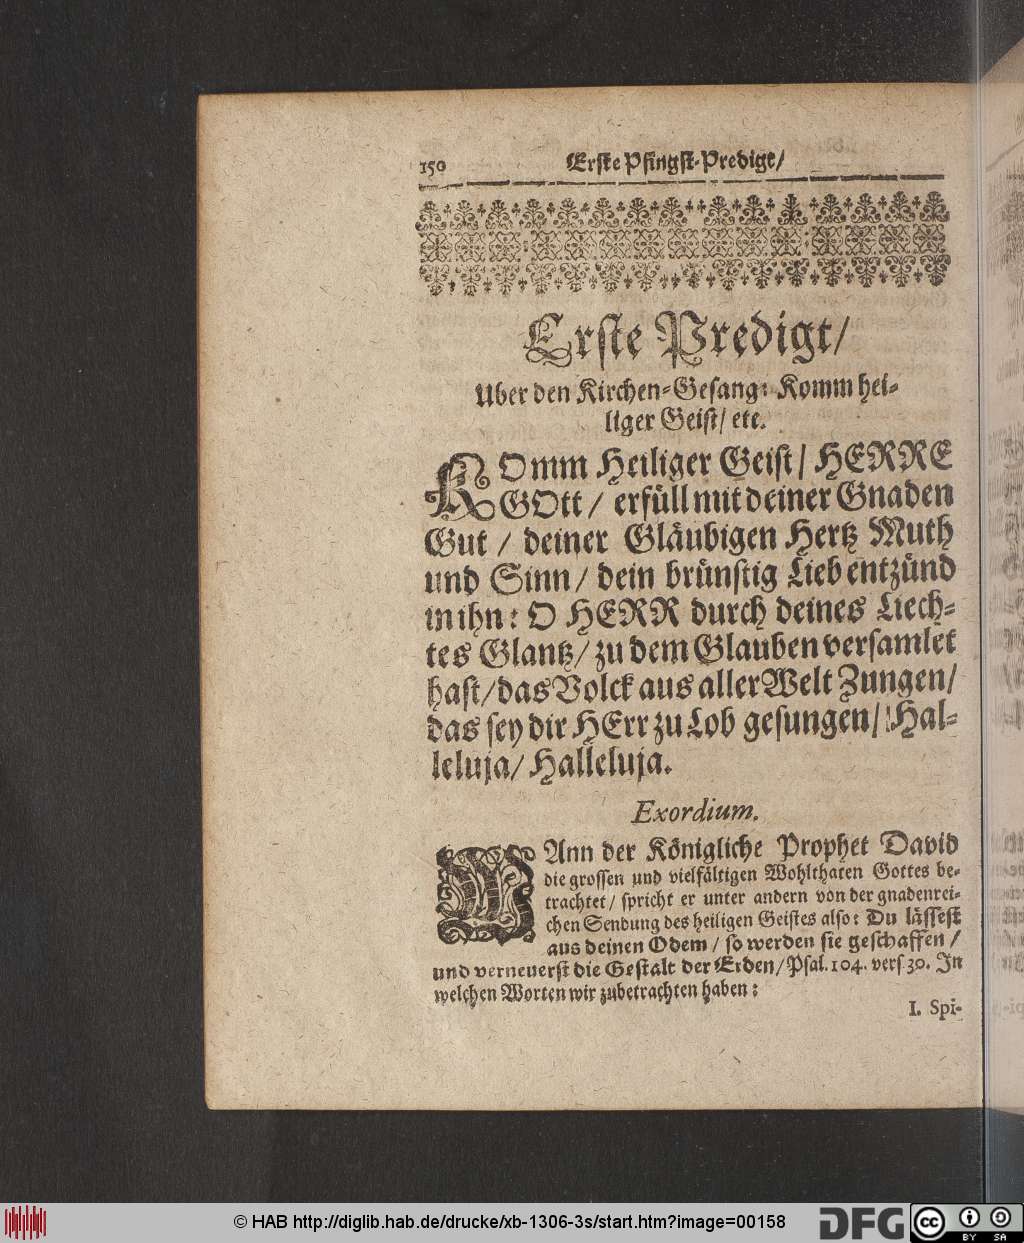 150 Erste Pfingst-Predigt/
Erste Predigt/
Uber den Kirchen-Gesang: Komm hei-
liger Geist/ etc.
KOmm Heiliger Geist/ HERRE
GOtt / erfüll mit deiner Gnaden
Gut / deiner Gläubigen Hertz Muth
und Sinn / dein brünstig Lieb entzünd
in ihn: O HERR durch deines Liech-
tes Glantz/ zu dem Glauben versamlet
hast/ das Volck aus aller Welt Zungen/
das sey dir HErr zu Lob gesungen/ Hal-
leluja/ Halleluja.
Exordium.
WAnn der Königliche Prophet David
die grossen und vielfältigen Wohlthaten Gottes be-
trachtet/ spricht er unter andern von der gnadenrei-
chen Sendung des heiligen Geistes also: Du lässest
aus deinen Odem / so werden sie geschaffen /
und verneuerst die Gestalt der Erden/ Psal. 104. vers. 30. In
welchen Worten wir zubetrachten haben:
I. Spi-
© HAB http://diglib.hab.de/drucke/xb-1306-3s/start.htm?image=00158
DFG
cc
BY SA